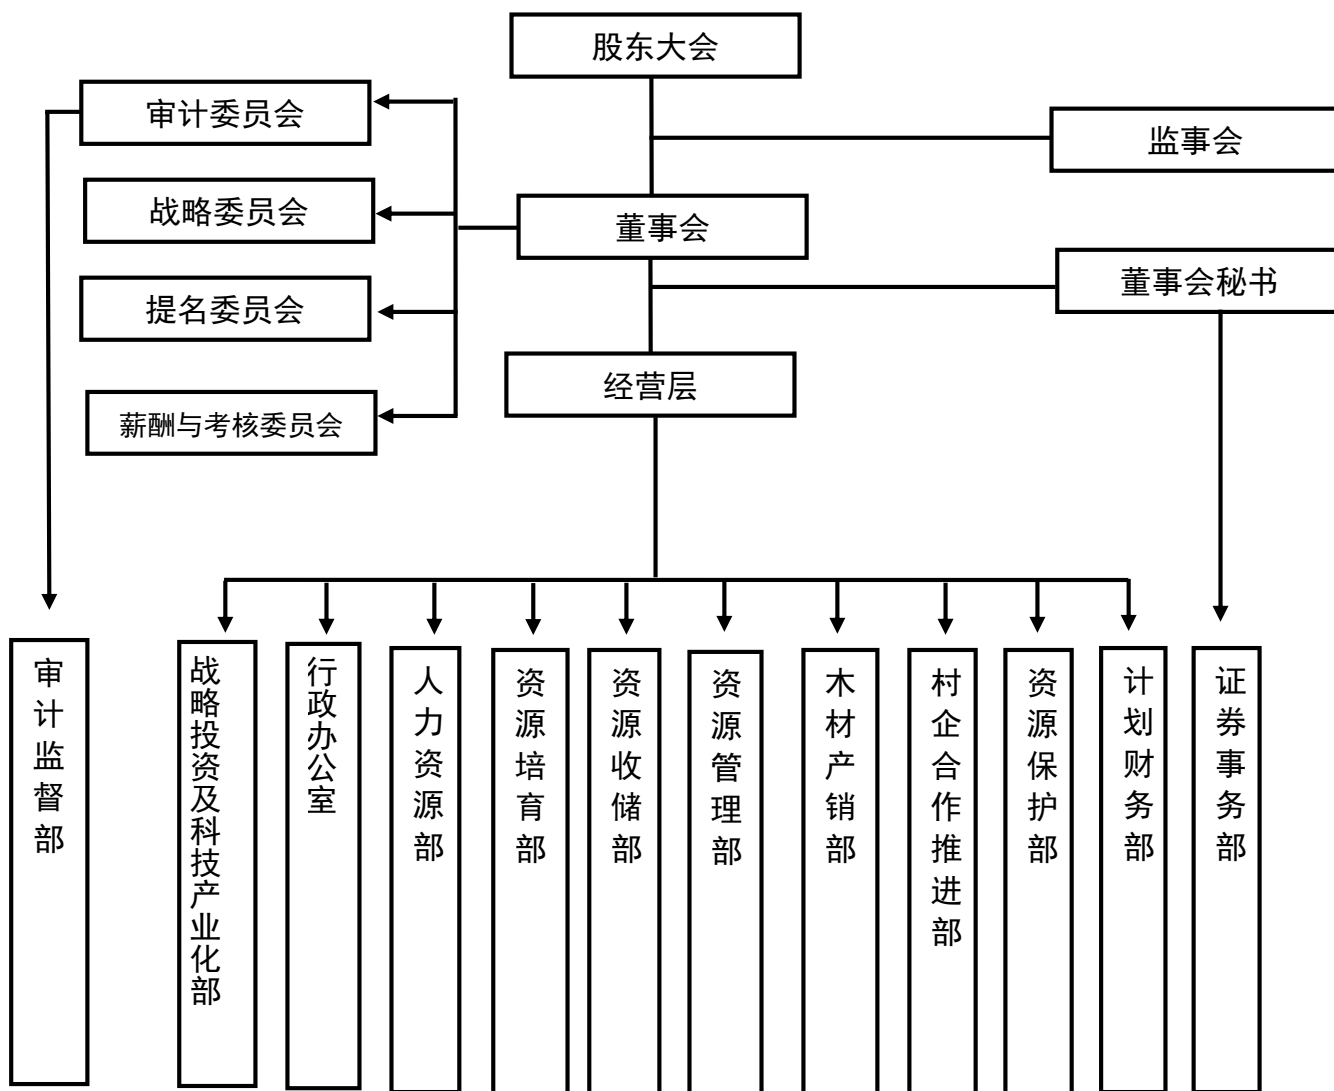 股东大会
审计委员会
监事会
战略委员会
董事会
董事会秘书
提名委员会
经营层
薪酬与考核委员会
审计监督部
战略投资及科技产业化部
行政办公室
人力资源部
资源培育部
资源收储部
资源管理部
木材产销部
村企合作推进部
资源保护部
计划财务部
证券事务部